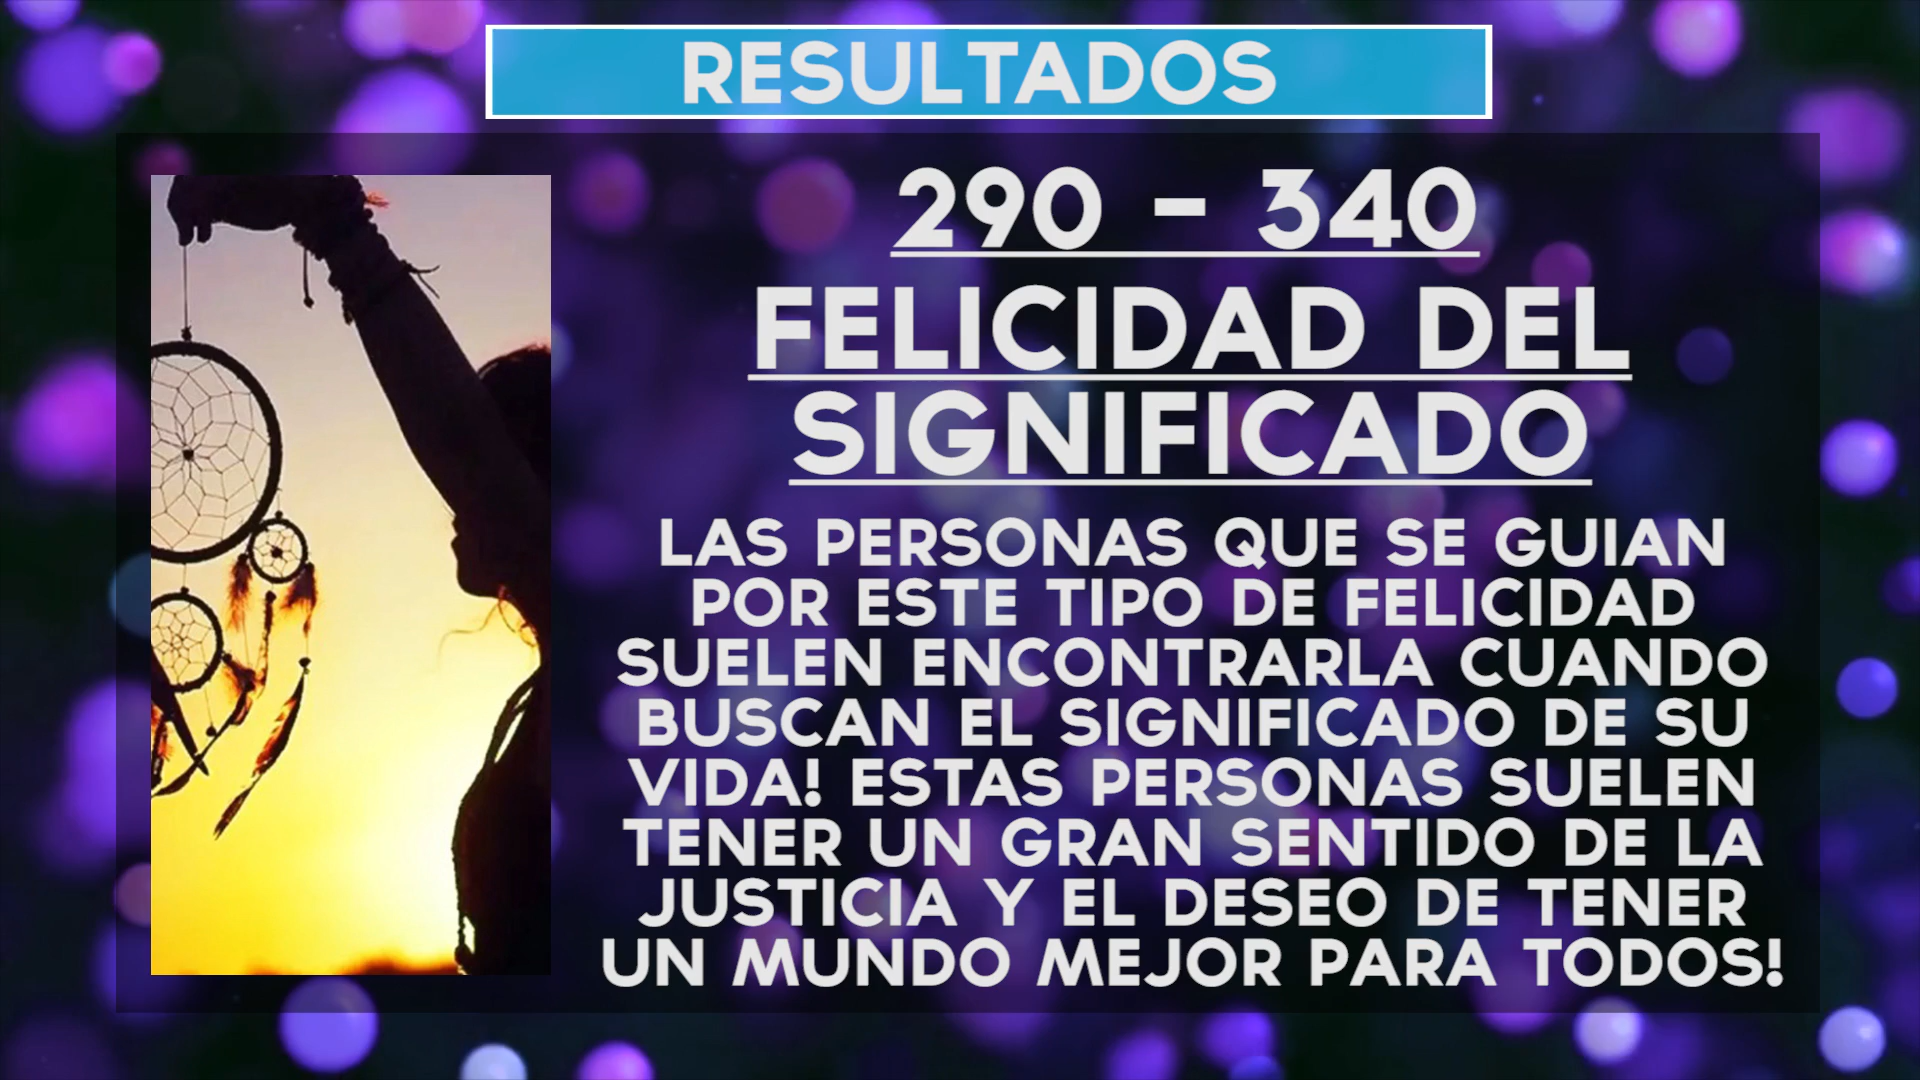 RESULTADOS
290 - 340
FELICIDAD DEL
SIGNIFICADO
LAS PERSONAS QUE SE GUIAN
POR ESTE TIPO DE FELICIDAD
SUELEN ENCONTRARLA CUANDO
BUSCAN EL SIGNIFICADO DE SU
VIDA! ESTAS PERSONAS SUELEN
TENER UN GRAN SENTIDO DE LA
JUSTICIA Y EL DESEO DE TENER
UN MUNDO MEJOR PARA TODOS!